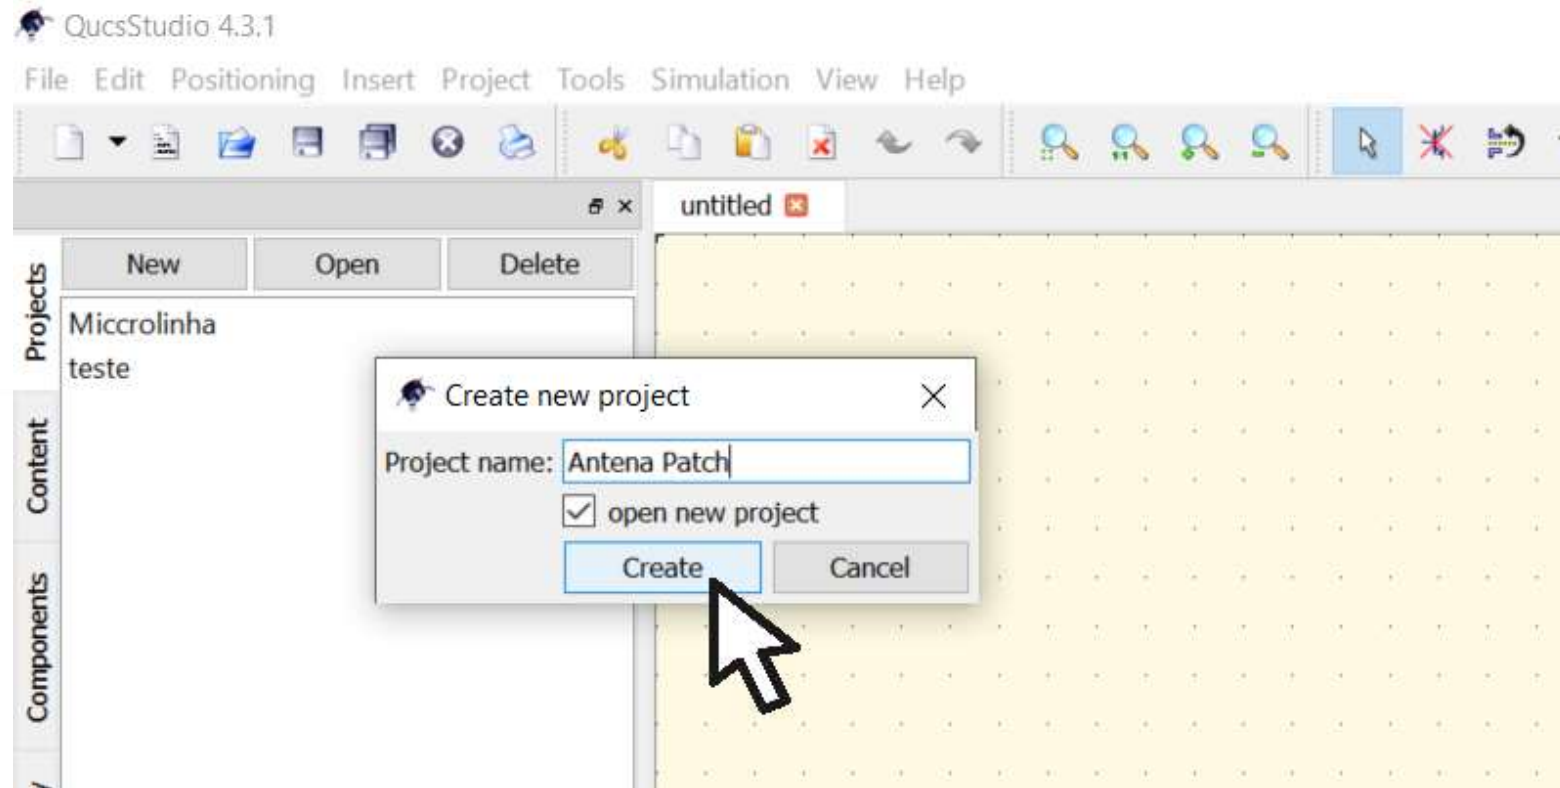 QucsStudio 4.3.1
File Edit Positioning Insert Project Tools Simulation View Help
untitled
New Open Delete
Projects
Miccrolinha
teste
Create new project
Content
Project name: Antena Patch
open new project
Create Cancel
Components